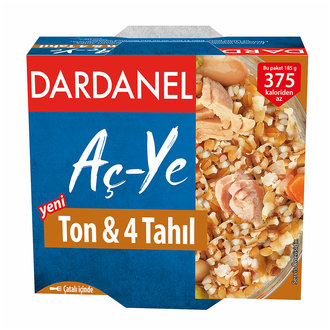 Bu paket 185 g
375
kaloriden
az
DARDANEL
Aç-Ye
yeni
Ton & 4 Tahıl
Çatalı içinde